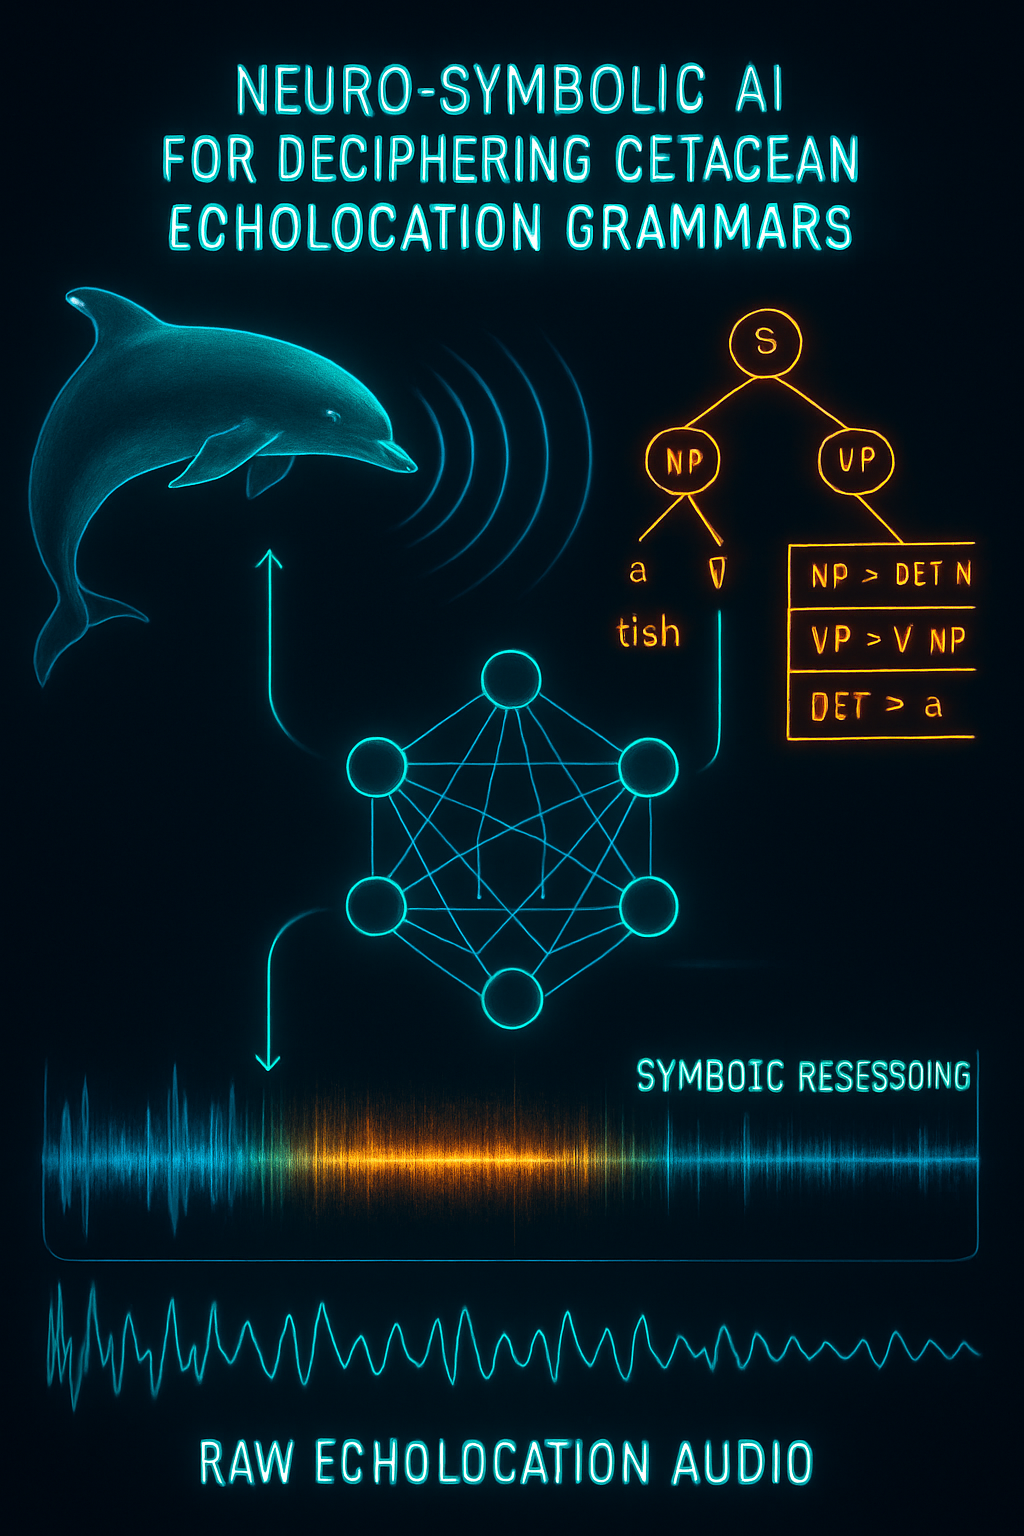 NEURO-SYMBOLIC AI
FOR DECIPHERING CETACEAN
ECHOLOCATION GRAMMARS
S
NP
VP
a
tish
NP > DET N
VP > V NP
DET > a
SYMBOIC RESESSOING
RAW ECHOLOCATION AUDIO